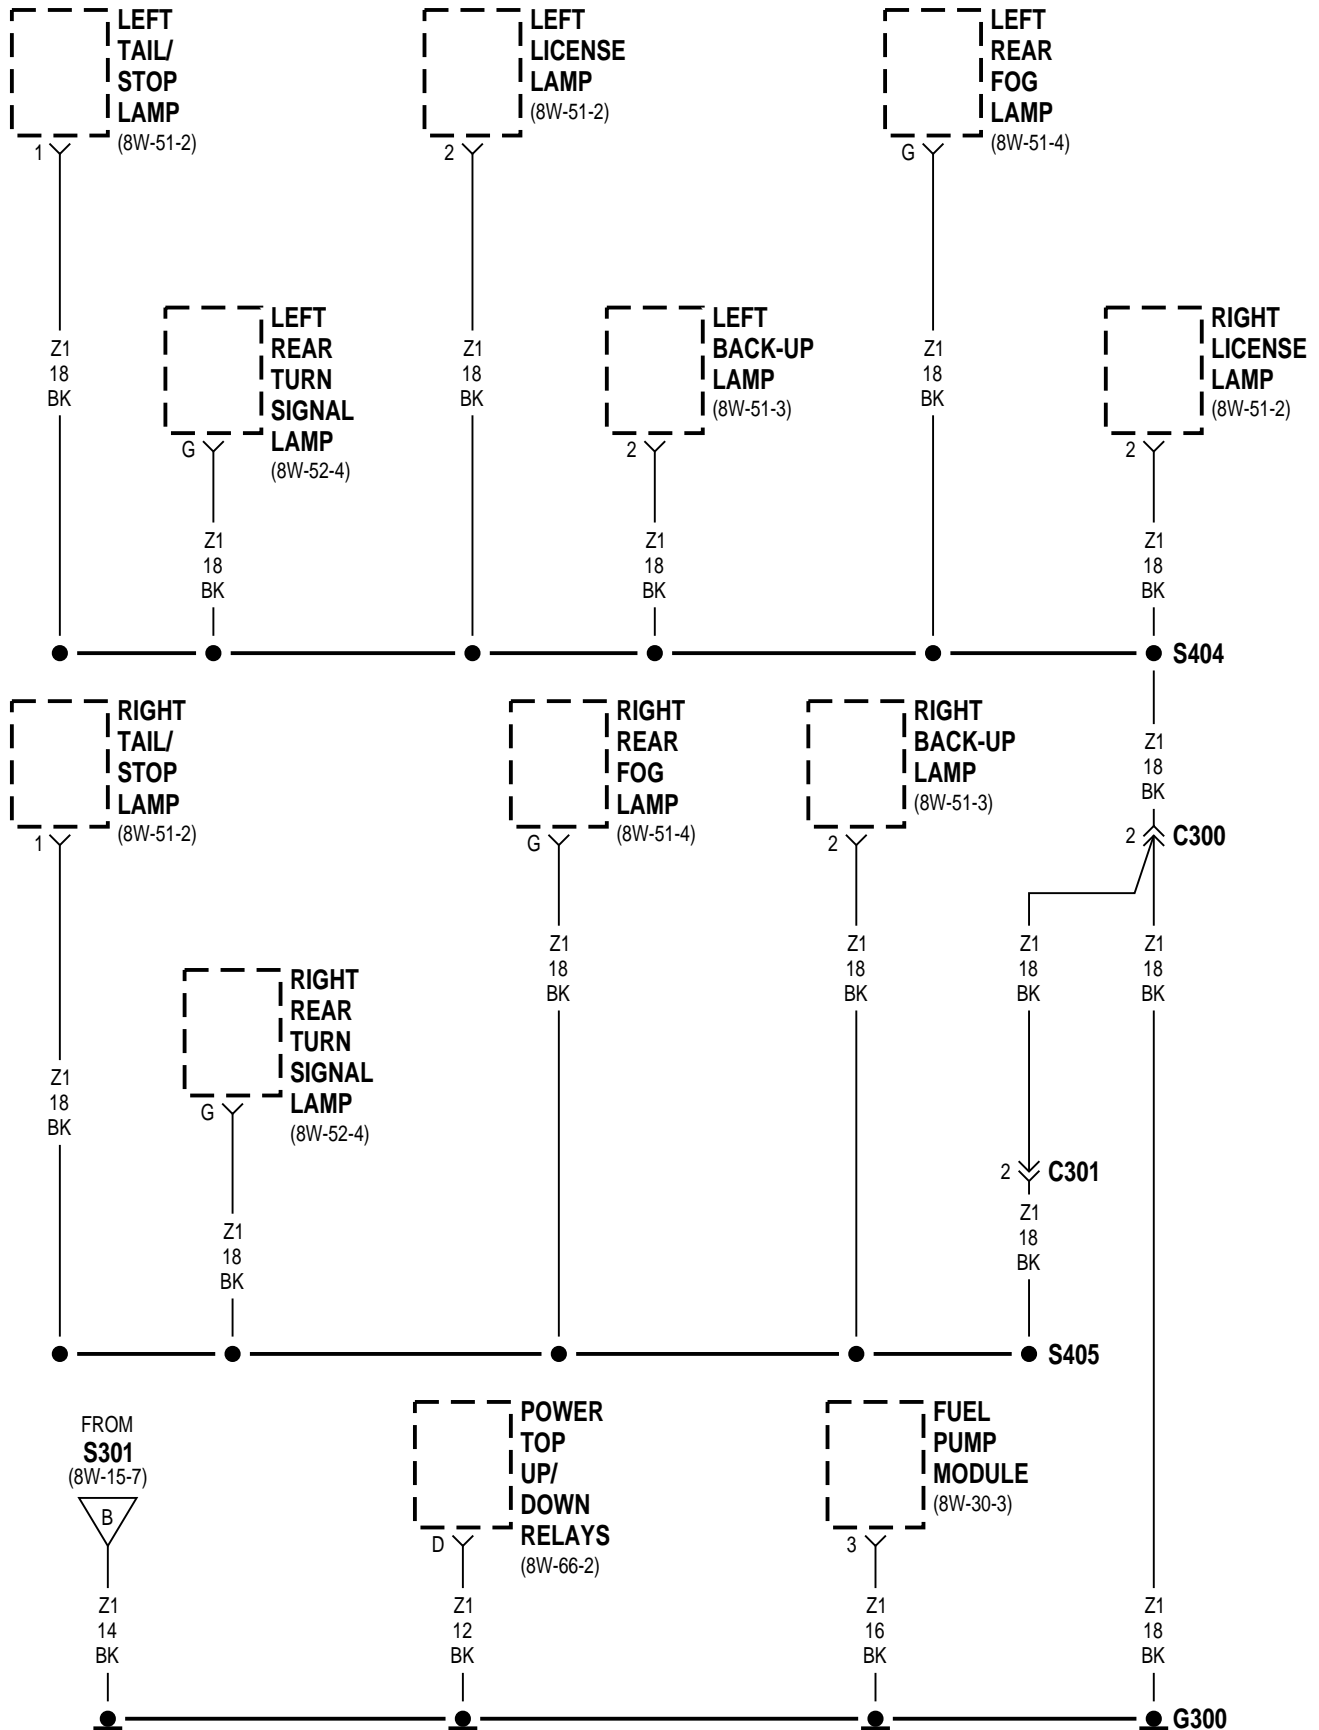 LEFT
TAIL/
STOP
LAMP
(8W-51-2)
1
LEFT
LICENSE
LAMP
(8W-51-2)
2
LEFT
REAR
FOG
LAMP
(8W-51-4)
G
Z1
18
BK
LEFT
REAR
TURN
SIGNAL
LAMP
(8W-52-4)
G
Z1
18
BK
Z1
18
BK
LEFT
BACK-UP
LAMP
(8W-51-3)
2
Z1
18
BK
Z1
18
BK
RIGHT
LICENSE
LAMP
(8W-51-2)
2
Z1
18
BK
S404
RIGHT
TAIL/
STOP
LAMP
(8W-51-2)
1
RIGHT
REAR
FOG
LAMP
(8W-51-4)
G
RIGHT
BACK-UP
LAMP
(8W-51-3)
2
Z1
18
BK
2
C300
Z1
18
BK
RIGHT
REAR
TURN
SIGNAL
LAMP
(8W-52-4)
G
Z1
18
BK
Z1
18
BK
Z1
18
BK
Z1
18
BK
Z1
18
BK
2
C301
Z1
18
BK
S405
FROM
S301
(8W-15-7)
B
POWER
TOP
UP/
DOWN
RELAYS
(8W-66-2)
D
FUEL
PUMP
MODULE
(8W-30-3)
3
Z1
14
BK
Z1
12
BK
Z1
16
BK
Z1
18
BK
G300